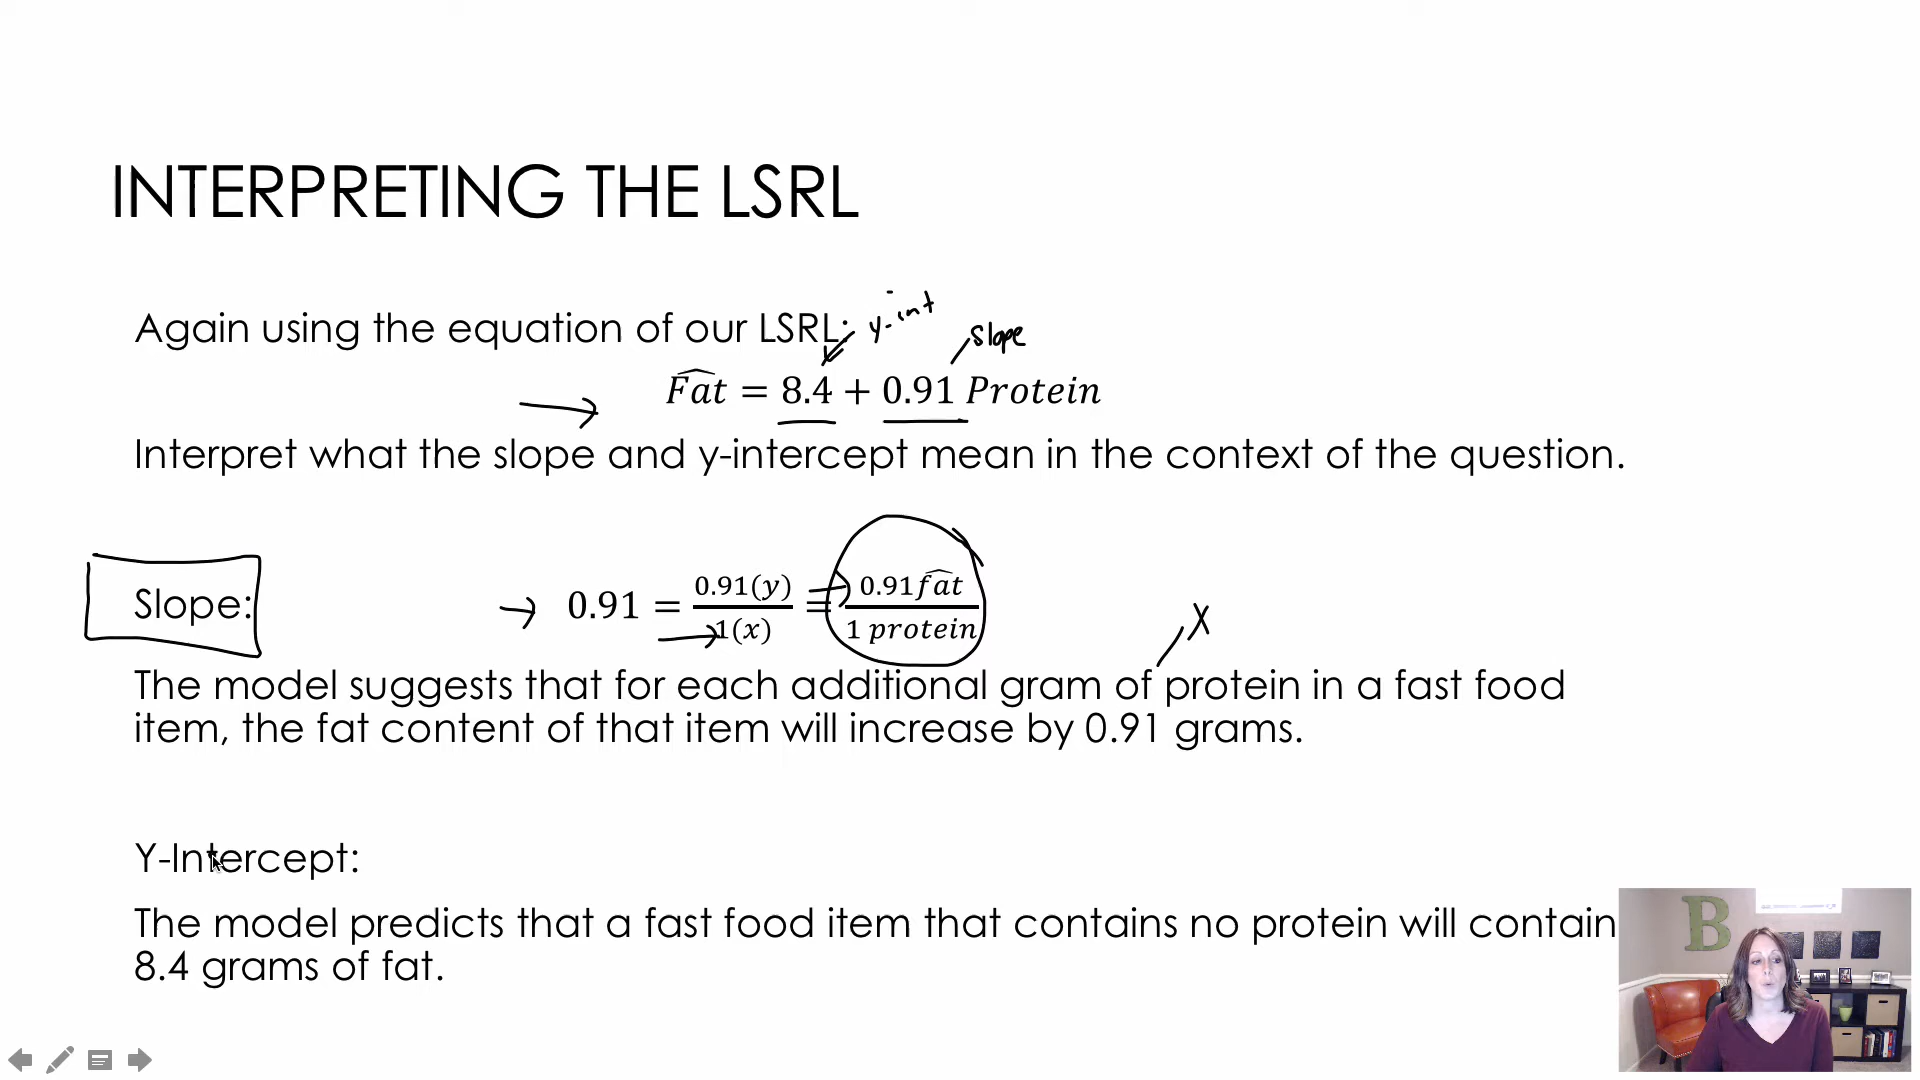 INTERPRETING THE LSRL
Again using the equation of our LSRL: y-int
slope
F̂at = 8.4 + 0.91 Protein
Interpret what the slope and y-intercept mean in the context of the question.
Slope: 0.91 = 0.91(y)/1(x) = 0.91f̂at/1 protein
X
The model suggests that for each additional gram of protein in a fast food
item, the fat content of that item will increase by 0.91 grams.
Y-Intercept:
The model predicts that a fast food item that contains no protein will contain
8.4 grams of fat.
B